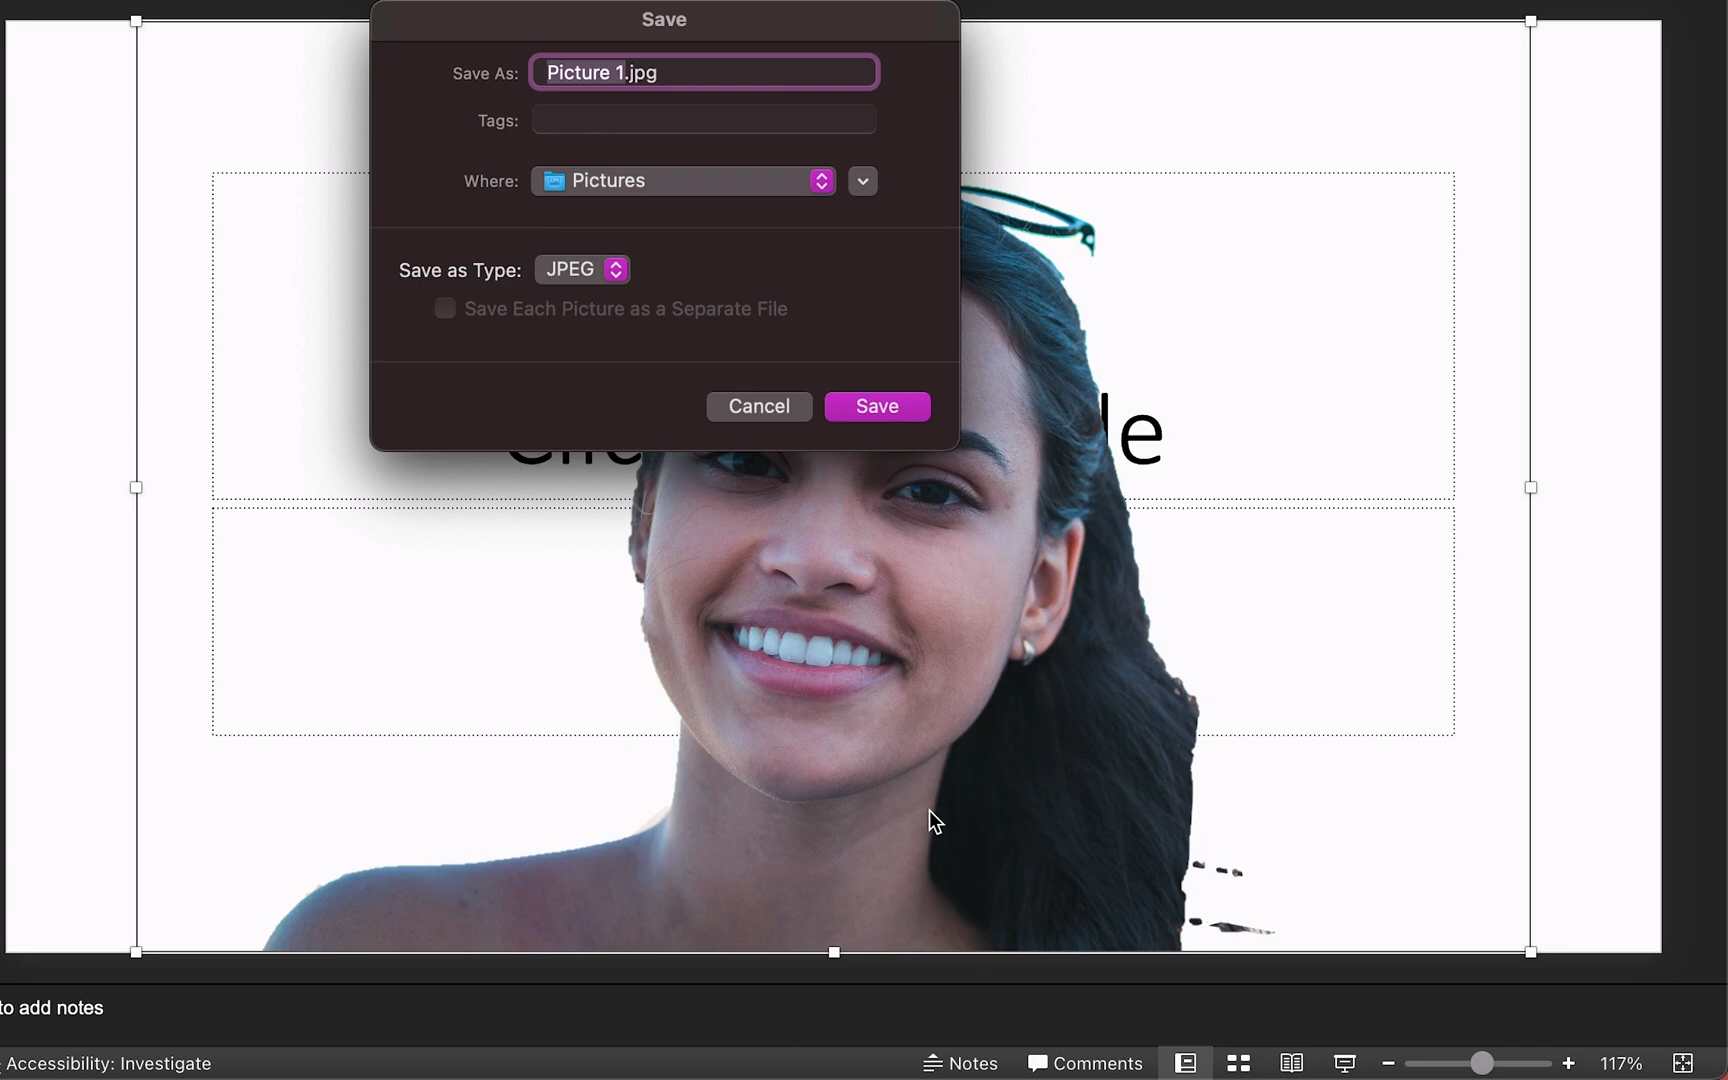 Save
Save As: Picture 1.jpg
Tags:
Where: Pictures
Save as Type: JPEG
Save Each Picture as a Separate File
Cancel Save
le
to add notes
Accessibility: Investigate Notes Comments 117%